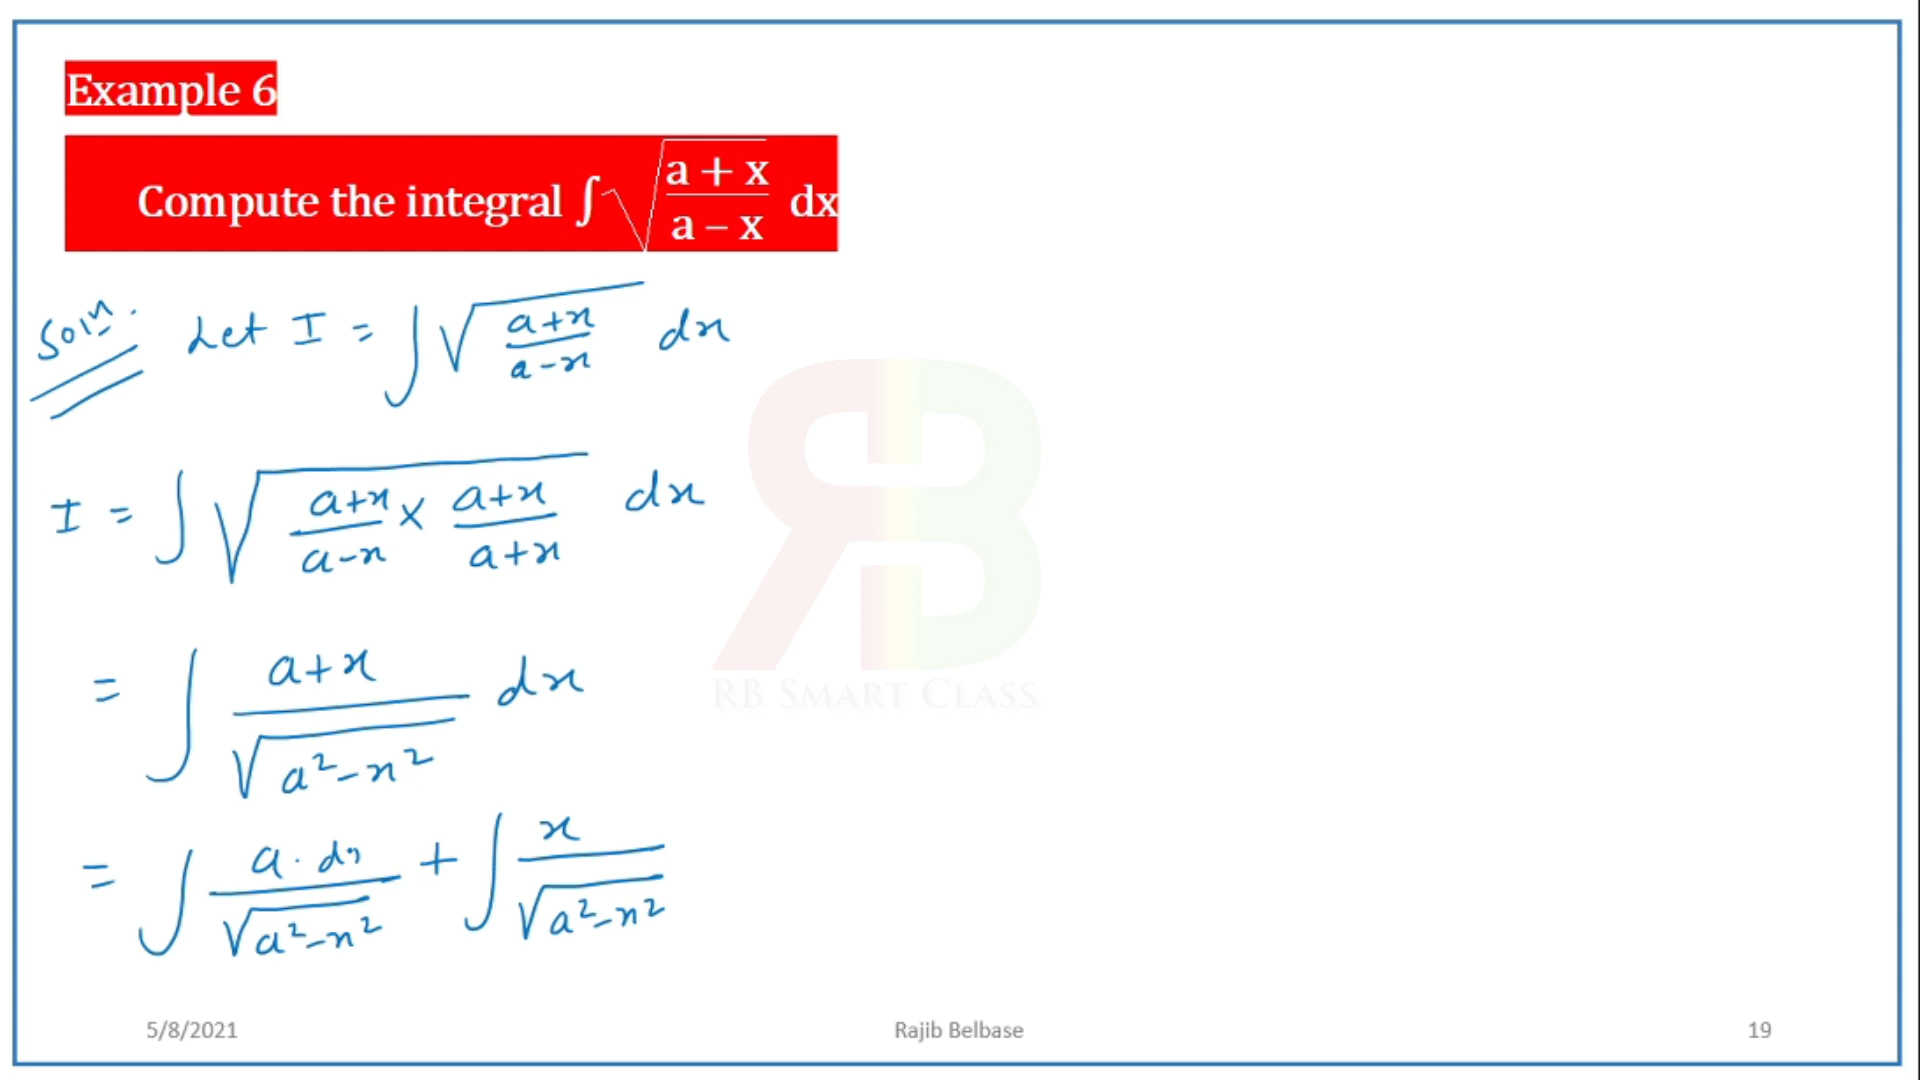 Example 6
Compute the integral ∫ √((a + x)/(a − x)) dx
Soln. Let I = ∫ √((a+x)/(a-x)) dx
I = ∫ √((a+x)/(a-x) × (a+x)/(a+x)) dx
= ∫ (a+x)/√(a²-x²) dx
= ∫ (a. dx)/√(a²-x²) + ∫ x/√(a²-x²)
RB SMART CLASS
5/8/2021 Rajib Belbase 19